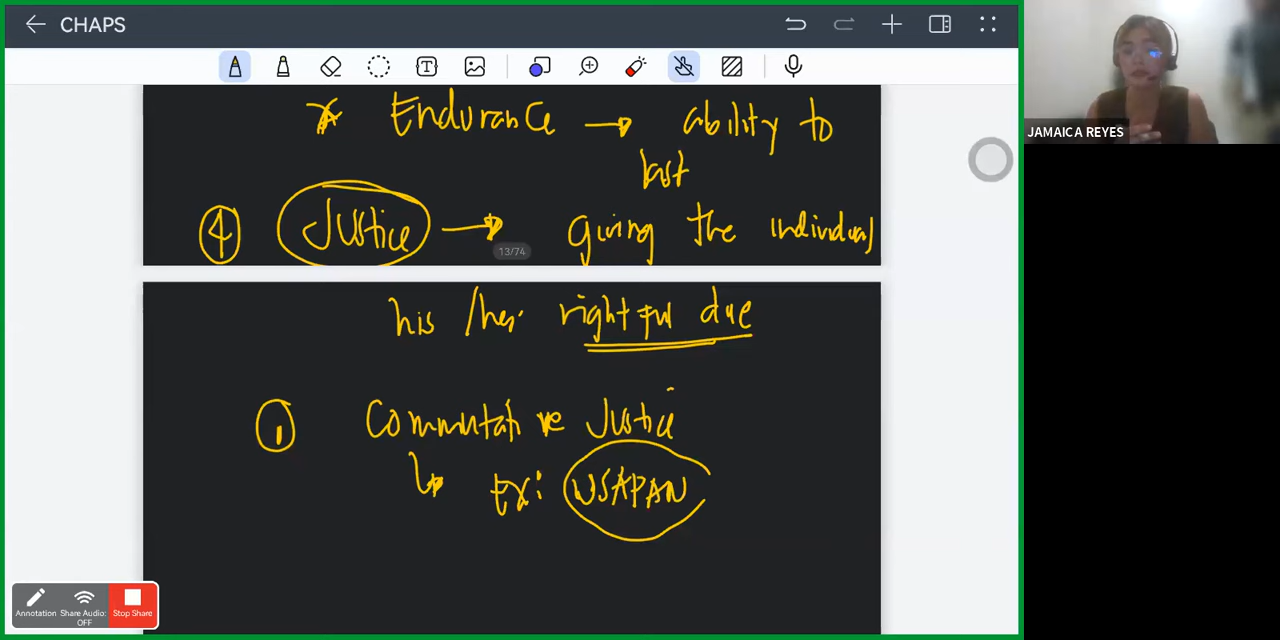 CHAPS
* Endurance → ability to
last
④ Justice → giving the individual
13/74
his/her rightful due
① Commutative Justice
↳ Ex: USAPAN
Annotation
Share Audio: OFF
Stop Share
JAMAICA REYES